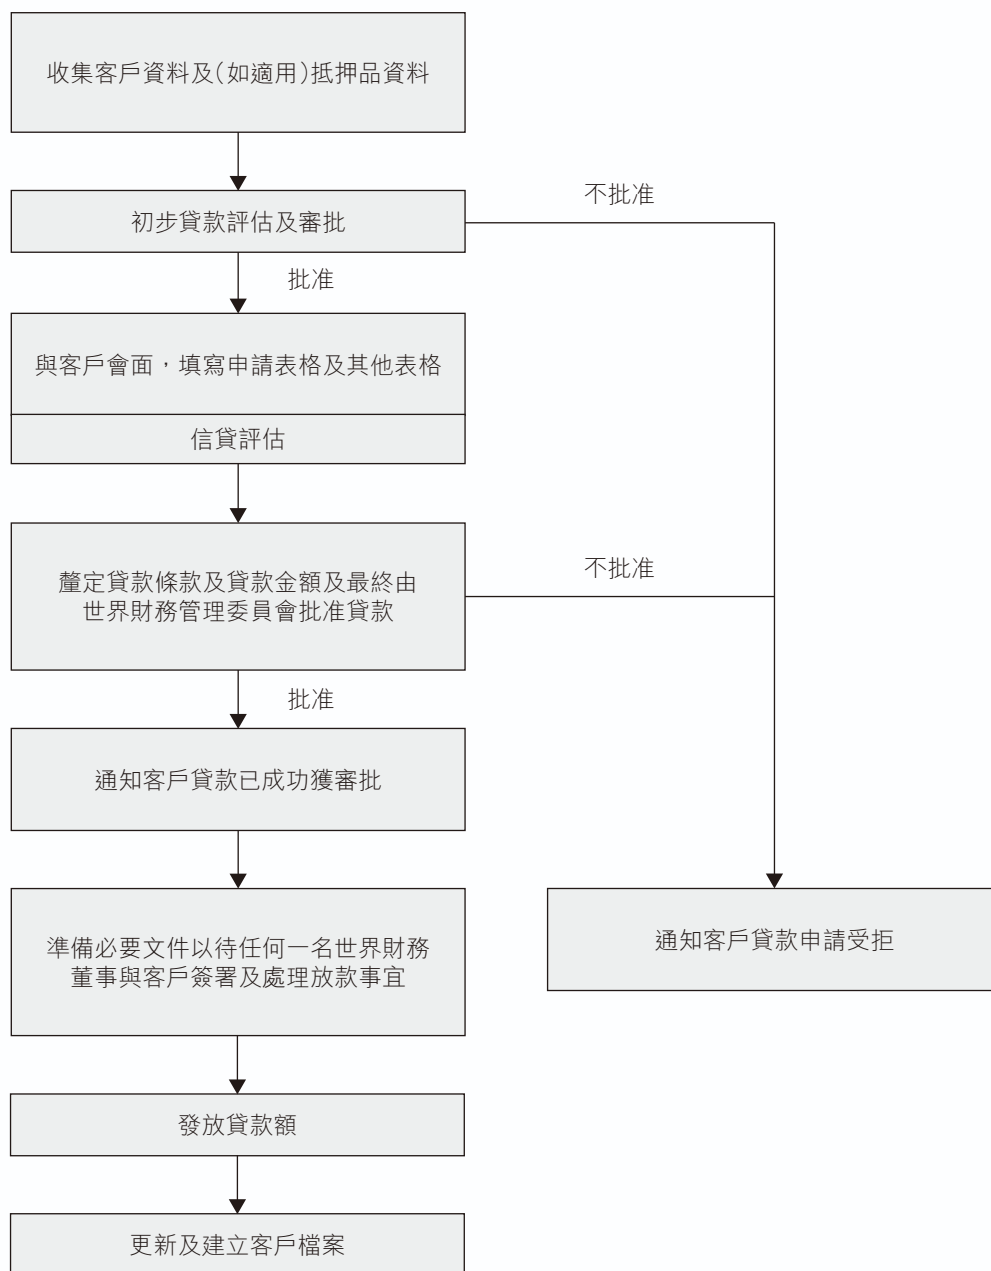 收集客戶資料及(如適用)抵押品資料
不批准
初步貸款評估及審批
批准
與客戶會面，填寫申請表格及其他表格
信貸評估
不批准
釐定貸款條款及貸款金額及最終由
世界財務管理委員會批准貸款
批准
通知客戶貸款已成功獲審批
準備必要文件以待任何一名世界財務
董事與客戶簽署及處理放款事宜
通知客戶貸款申請受拒
發放貸款額
更新及建立客戶檔案